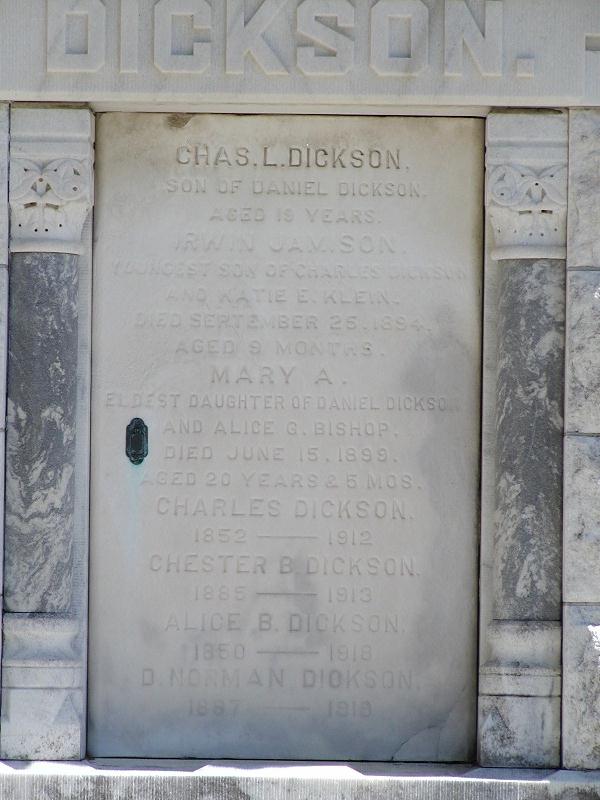 DICKSON.
CHAS. L. DICKSON.
SON OF DANIEL DICKSON.
AGED 19 YEARS.
IRWIN JAMISON.
YOUNGEST SON OF CHARLES DICKSON
AND KATIE E. KLEIN.
DIED SEPTEMBER 25, 1894.
AGED 9 MONTHS.
MARY A.
ELDEST DAUGHTER OF DANIEL DICKSON
AND ALICE G. BISHOP.
DIED JUNE 15, 1899.
AGED 20 YEARS & 5 MOS.
CHARLES DICKSON.
1852 — 1912
CHESTER B. DICKSON.
1885 — 1913
ALICE B. DICKSON.
1850 — 1918
D. NORMAN DICKSON.
1887 —